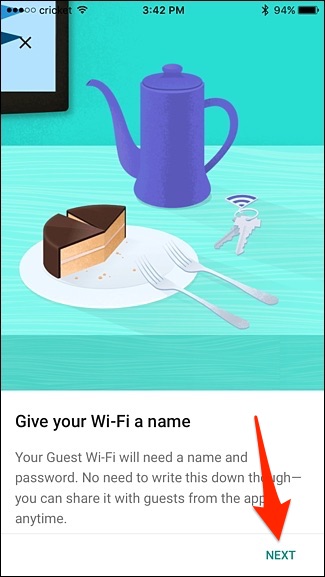 cricket 3:42 PM 94%
Give your Wi-Fi a name
Your Guest Wi-Fi will need a name and
password. No need to write this down though—
you can share it with guests from the app
anytime.
NEXT